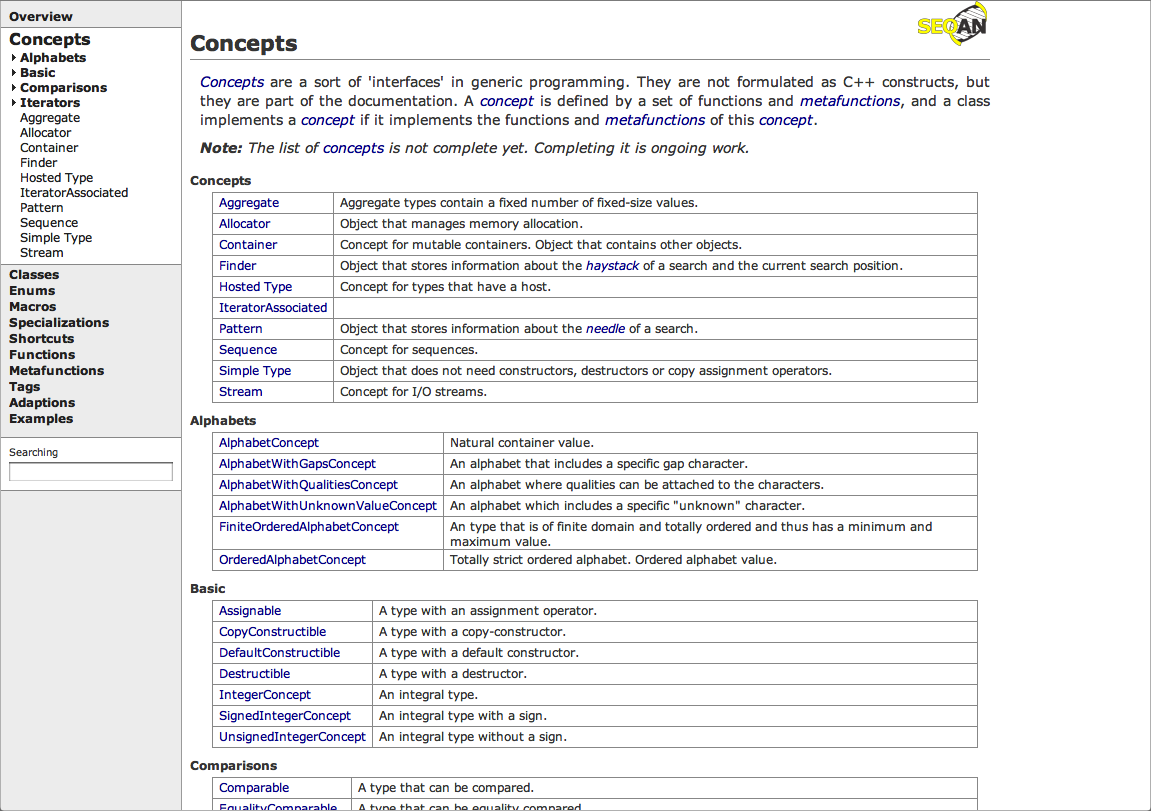 Overview
Concepts
Alphabets
Basic
Comparisons
Iterators
Aggregate
Allocator
Container
Finder
Hosted Type
IteratorAssociated
Pattern
Sequence
Simple Type
Stream
Classes
Enums
Macros
Specializations
Shortcuts
Functions
Metafunctions
Tags
Adaptions
Examples
Searching
SEQAN
Concepts
Concepts are a sort of 'interfaces' in generic programming. They are not formulated as C++ constructs, but
they are part of the documentation. A concept is defined by a set of functions and metafunctions, and a class
implements a concept if it implements the functions and metafunctions of this concept.
Note: The list of concepts is not complete yet. Completing it is ongoing work.
Concepts
Aggregate Aggregate types contain a fixed number of fixed-size values.
Allocator Object that manages memory allocation.
Container Concept for mutable containers. Object that contains other objects.
Finder Object that stores information about the haystack of a search and the current search position.
Hosted Type Concept for types that have a host.
IteratorAssociated
Pattern Object that stores information about the needle of a search.
Sequence Concept for sequences.
Simple Type Object that does not need constructors, destructors or copy assignment operators.
Stream Concept for I/O streams.
Alphabets
AlphabetConcept Natural container value.
AlphabetWithGapsConcept An alphabet that includes a specific gap character.
AlphabetWithQualitiesConcept An alphabet where qualities can be attached to the characters.
AlphabetWithUnknownValueConcept An alphabet which includes a specific "unknown" character.
FiniteOrderedAlphabetConcept An type that is of finite domain and totally ordered and thus has a minimum and
maximum value.
OrderedAlphabetConcept Totally strict ordered alphabet. Ordered alphabet value.
Basic
Assignable A type with an assignment operator.
CopyConstructible A type with a copy-constructor.
DefaultConstructible A type with a default constructor.
Destructible A type with a destructor.
IntegerConcept An integral type.
SignedIntegerConcept An integral type with a sign.
UnsignedIntegerConcept An integral type without a sign.
Comparisons
Comparable A type that can be compared.
EqualityComparable A type that can be equality compared.